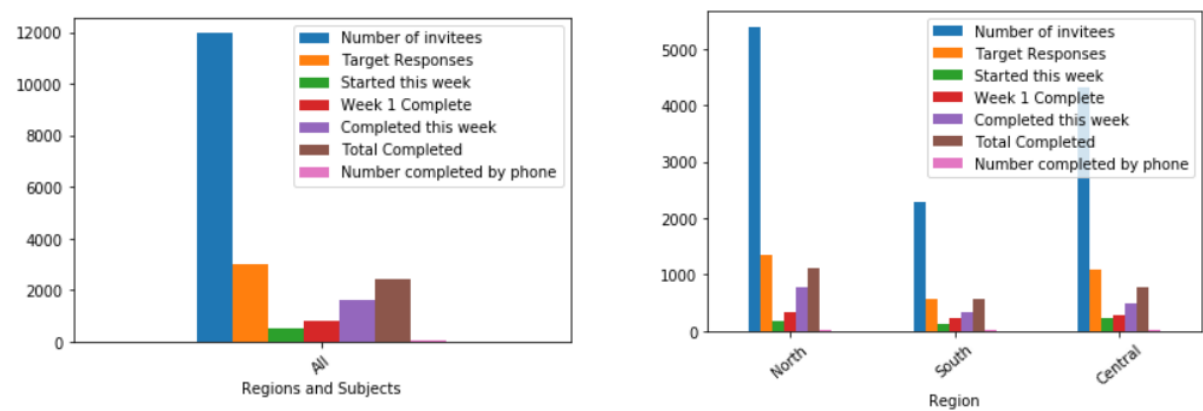 12000
10000
8000
6000
4000
2000
0
Number of invitees
Target Responses
Started this week
Week 1 Complete
Completed this week
Total Completed
Number completed by phone
All
Regions and Subjects
5000
4000
3000
2000
1000
0
Number of invitees
Target Responses
Started this week
Week 1 Complete
Completed this week
Total Completed
Number completed by phone
North
South
Central
Region